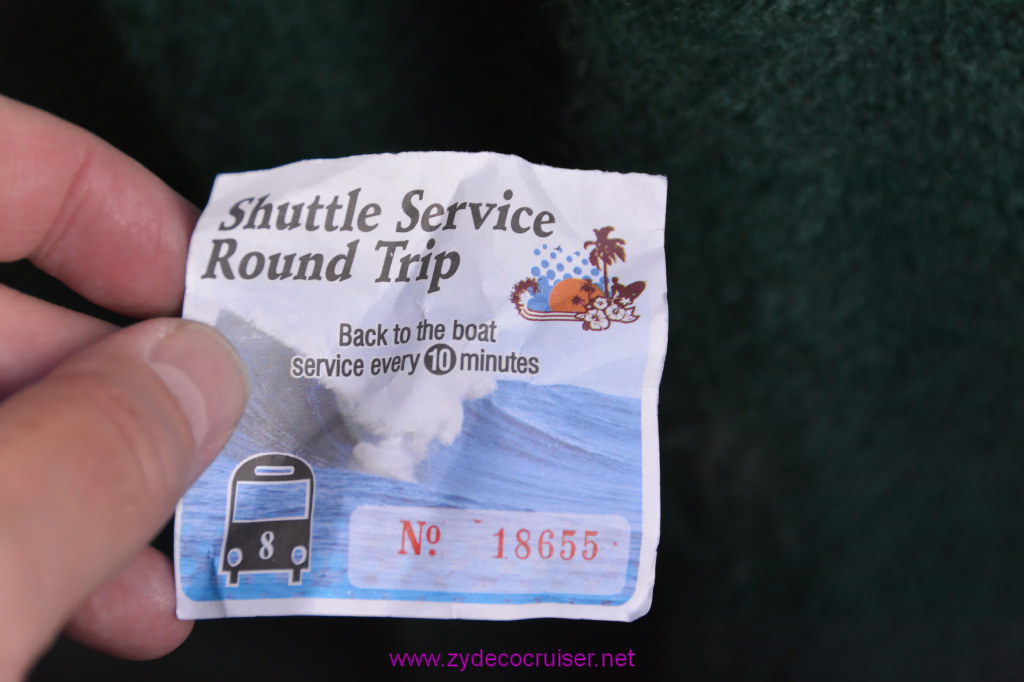 Shuttle Service
Round Trip
Back to the boat
service every 10 minutes
8
Nº 18655
www.zydecocruiser.net